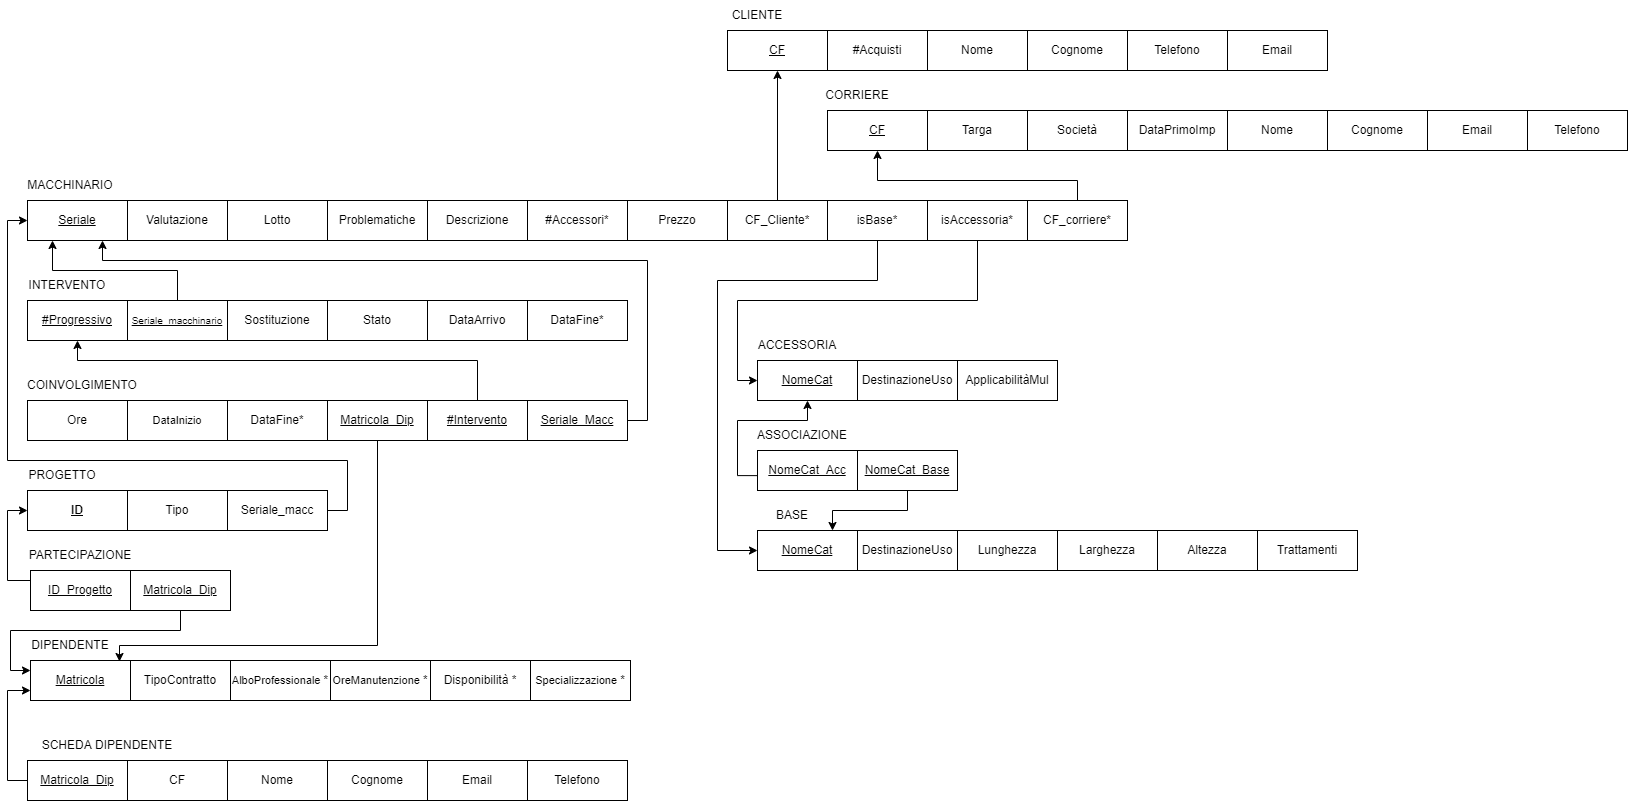 CLIENTE
CF #Acquisti Nome Cognome Telefono Email
CORRIERE
CF Targa Società DataPrimoImp Nome Cognome Email Telefono
MACCHINARIO
Seriale Valutazione Lotto Problematiche Descrizione #Accessori* Prezzo CF_Cliente* isBase* isAccessoria* CF_corriere*
INTERVENTO
#Progressivo Seriale_macchinario Sostituzione Stato DataArrivo DataFine*
ACCESSORIA
NomeCat DestinazioneUso ApplicabilitàMul
COINVOLGIMENTO
Ore DataInizio DataFine* Matricola_Dip #Intervento Seriale_Macc
ASSOCIAZIONE
NomeCat_Acc NomeCat_Base
PROGETTO
ID Tipo Seriale_macc
BASE
NomeCat DestinazioneUso Lunghezza Larghezza Altezza Trattamenti
PARTECIPAZIONE
ID_Progetto Matricola_Dip
DIPENDENTE
Matricola TipoContratto AlboProfessionale * OreManutenzione * Disponibilità * Specializzazione *
SCHEDA DIPENDENTE
Matricola_Dip CF Nome Cognome Email Telefono